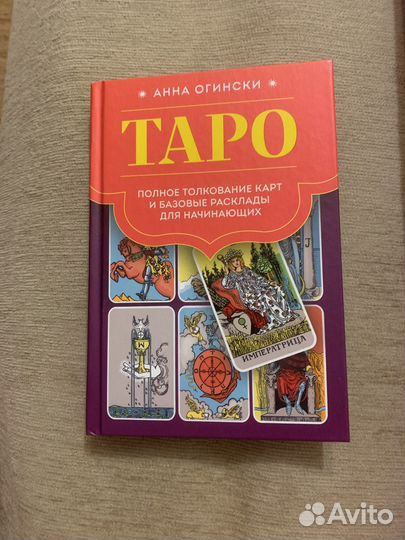 АННА ОГИНСКИ
ТАРО
ПОЛНОЕ ТОЛКОВАНИЕ КАРТ
И БАЗОВЫЕ РАСКЛАДЫ
ДЛЯ НАЧИНАЮЩИХ
ИМПЕРАТРИЦА
Avito